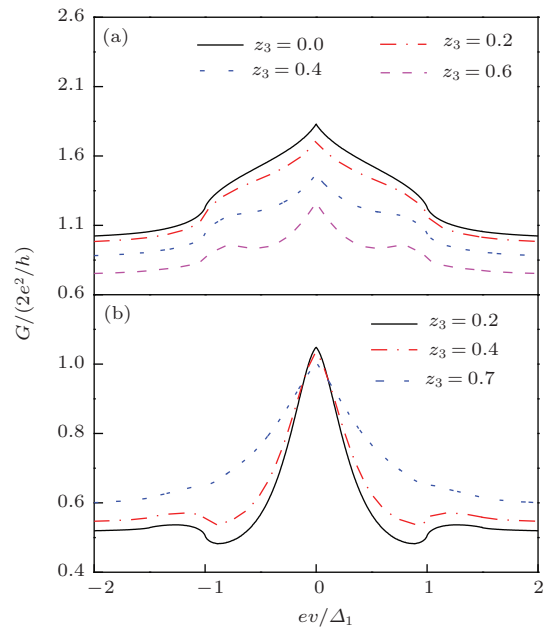 2.6
(a)
z₃ = 0.0
z₃ = 0.2
z₃ = 0.4
z₃ = 0.6
2.1
1.6
1.1
0.6
G/(2e²/h)
(b)
z₃ = 0.2
z₃ = 0.4
z₃ = 0.7
1.0
0.8
0.6
0.4
−2 −1 0 1 2
ev/Δ₁